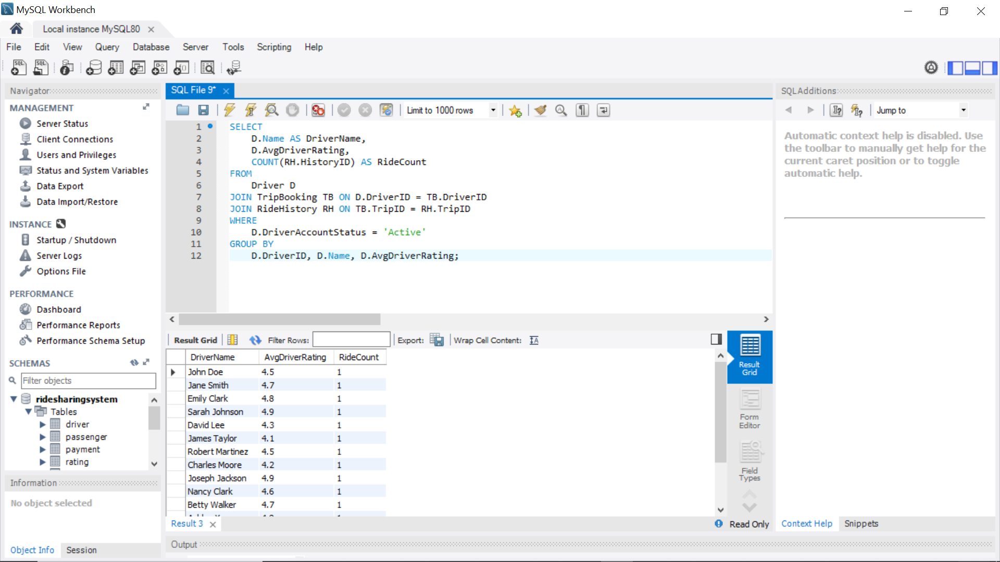 MySQL Workbench
Local instance MySQL80
File Edit View Query Database Server Tools Scripting Help
Navigator
MANAGEMENT
Server Status
Client Connections
Users and Privileges
Status and System Variables
Data Export
Data Import/Restore
INSTANCE
Startup / Shutdown
Server Logs
Options File
PERFORMANCE
Dashboard
Performance Reports
Performance Schema Setup
SCHEMAS
Filter objects
ridesharingsystem
Tables
driver
passenger
payment
rating
Information
No object selected
Object Info Session
SQL File 9*
Limit to 1000 rows
1 SELECT
2 D.Name AS DriverName,
3 D.AvgDriverRating,
4 COUNT(RH.HistoryID) AS RideCount
5 FROM
6 Driver D
7 JOIN TripBooking TB ON D.DriverID = TB.DriverID
8 JOIN RideHistory RH ON TB.TripID = RH.TripID
9 WHERE
10 D.DriverAccountStatus = 'Active'
11 GROUP BY
12 D.DriverID, D.Name, D.AvgDriverRating;
Result Grid Filter Rows: Export: Wrap Cell Content:
DriverName AvgDriverRating RideCount
John Doe 4.5 1
Jane Smith 4.7 1
Emily Clark 4.8 1
Sarah Johnson 4.9 1
David Lee 4.3 1
James Taylor 4.1 1
Robert Martinez 4.5 1
Charles Moore 4.2 1
Joseph Jackson 4.9 1
Nancy Clark 4.6 1
Betty Walker 4.7 1
Result
Grid
Form
Editor
Field
Types
Result 3
Read Only
Output
SQLAdditions
Jump to
Automatic context help is disabled. Use
the toolbar to manually get help for the
current caret position or to toggle
automatic help.
Context Help Snippets